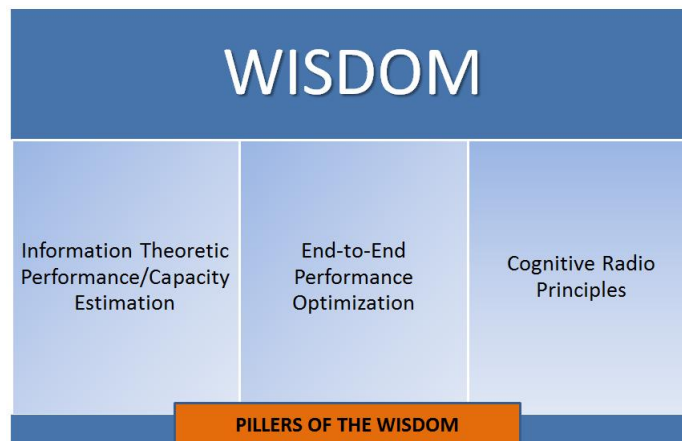 WISDOM
Information Theoretic
Performance/Capacity
Estimation
End-to-End
Performance
Optimization
Cognitive Radio
Principles
PILLERS OF THE WISDOM